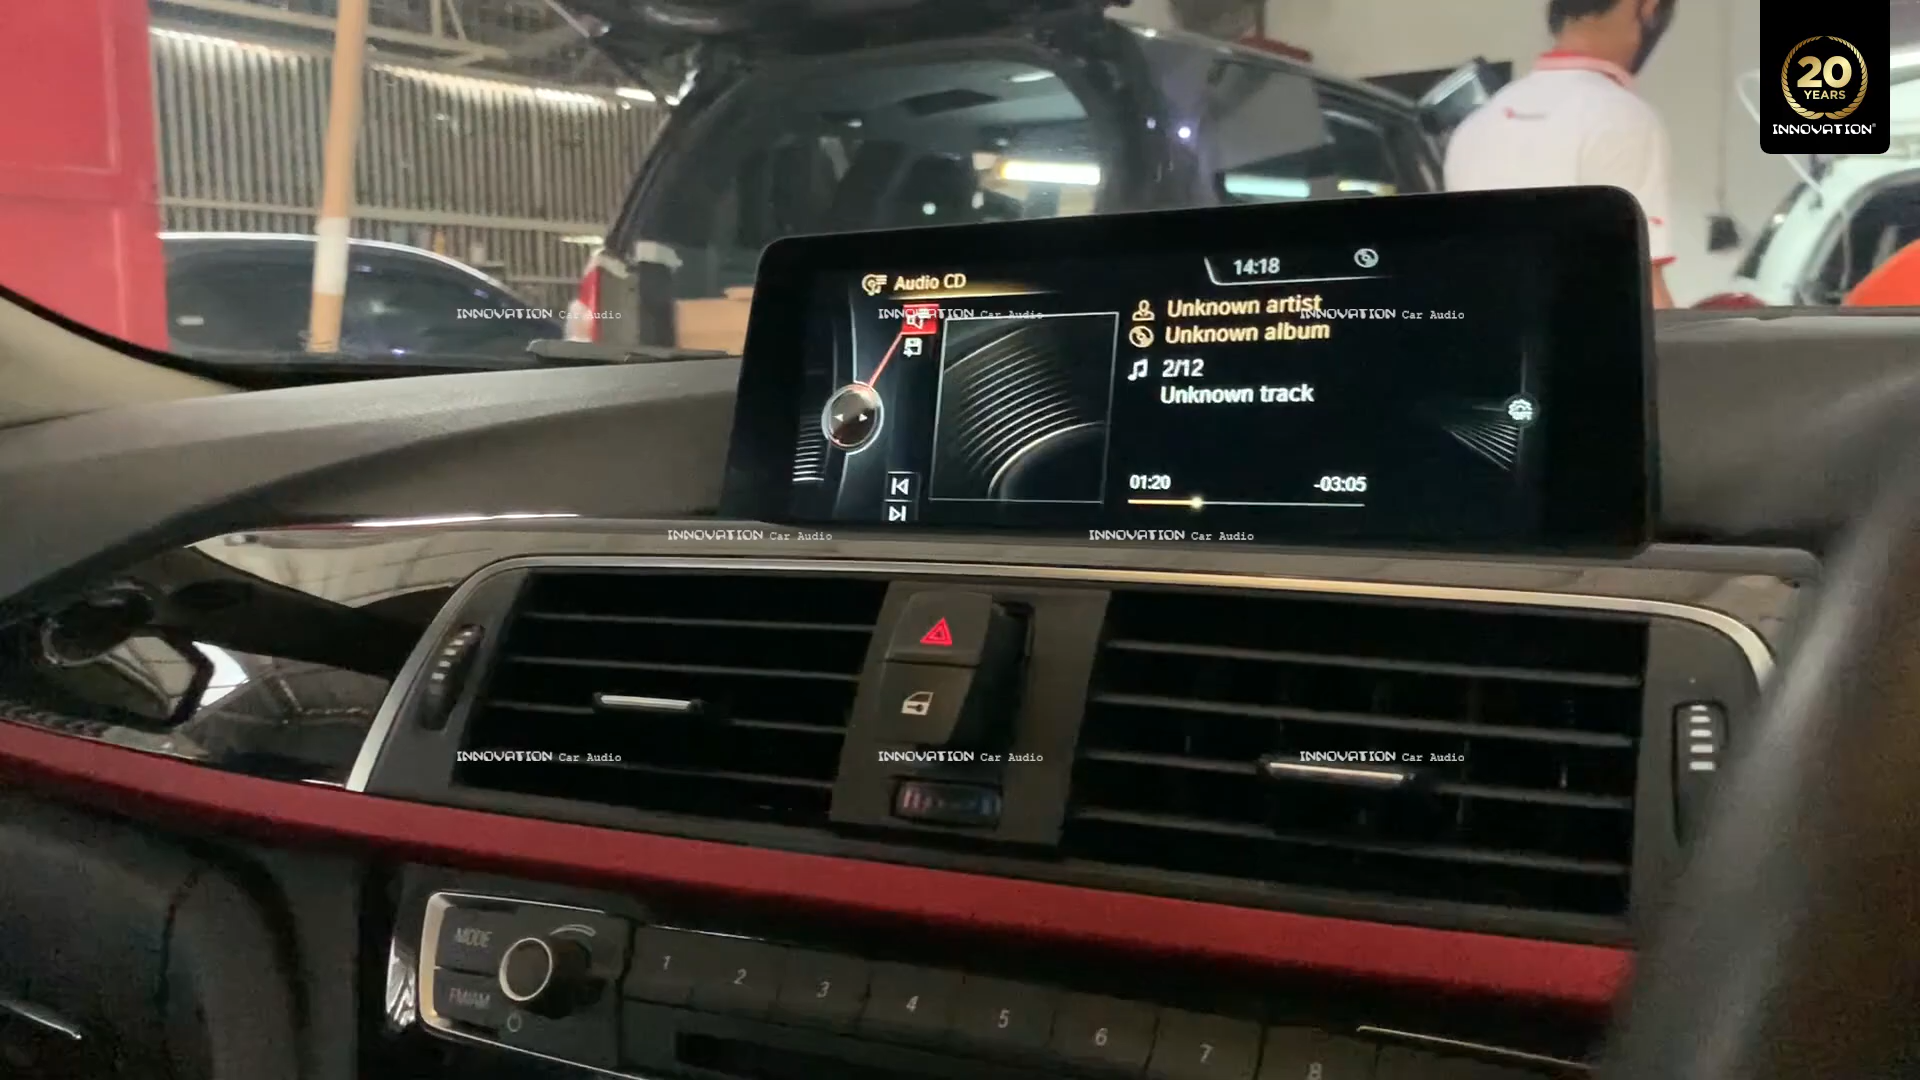 20
YEARS
INNOVATION
14:18
Audio CD
Unknown artist
Unknown album
2/12
Unknown track
01:20
-03:05
INNOVATION Car Audio
INNOVATION Car Audio
INNOVATION Car Audio
INNOVATION Car Audio
INNOVATION Car Audio
INNOVATION Car Audio
INNOVATION Car Audio
INNOVATION Car Audio
MODE
FM/AM
1
2
3
4
5
6
7
8